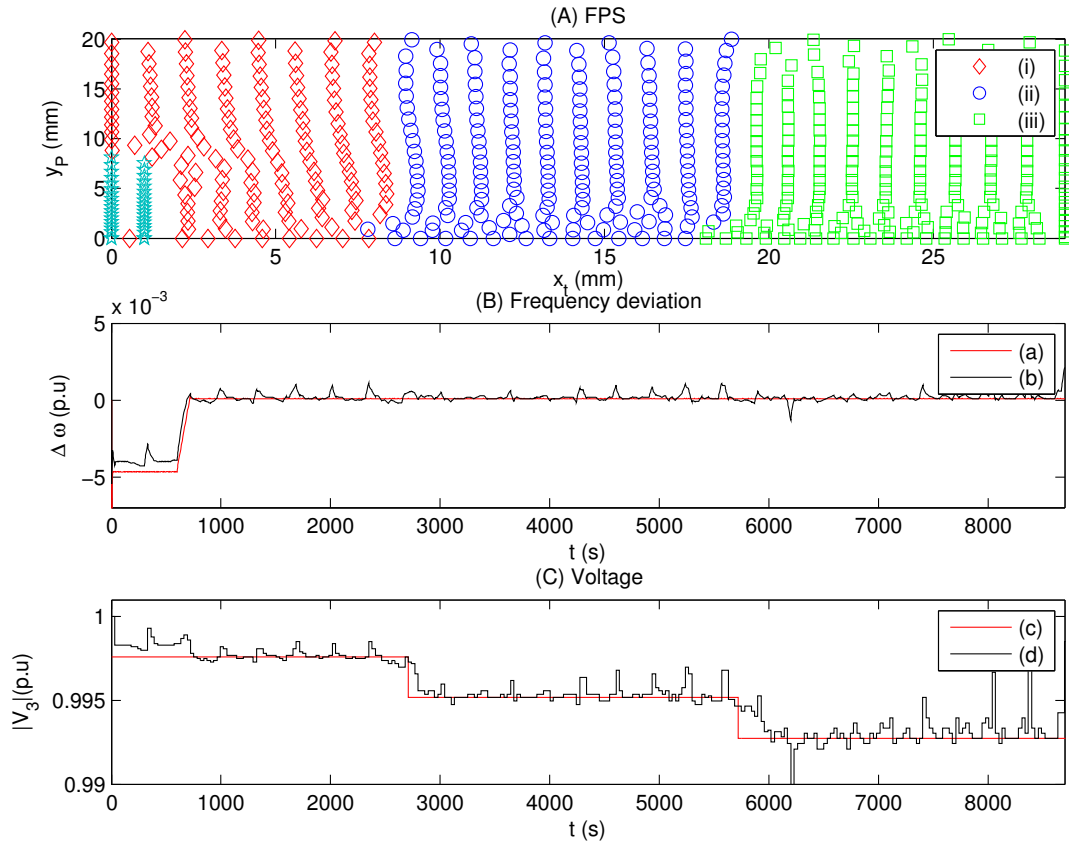 (A) FPS
20
15
10
5
0
y_P (mm)
0
5
10
15
20
25
x_t (mm)
(i)
(ii)
(iii)
(B) Frequency deviation
x 10^−3
5
0
−5
Δ ω (p.u)
0
1000
2000
3000
4000
5000
6000
7000
8000
t (s)
(a)
(b)
(C) Voltage
1
0.995
0.99
|V_3|(p.u)
0
1000
2000
3000
4000
5000
6000
7000
8000
t (s)
(c)
(d)